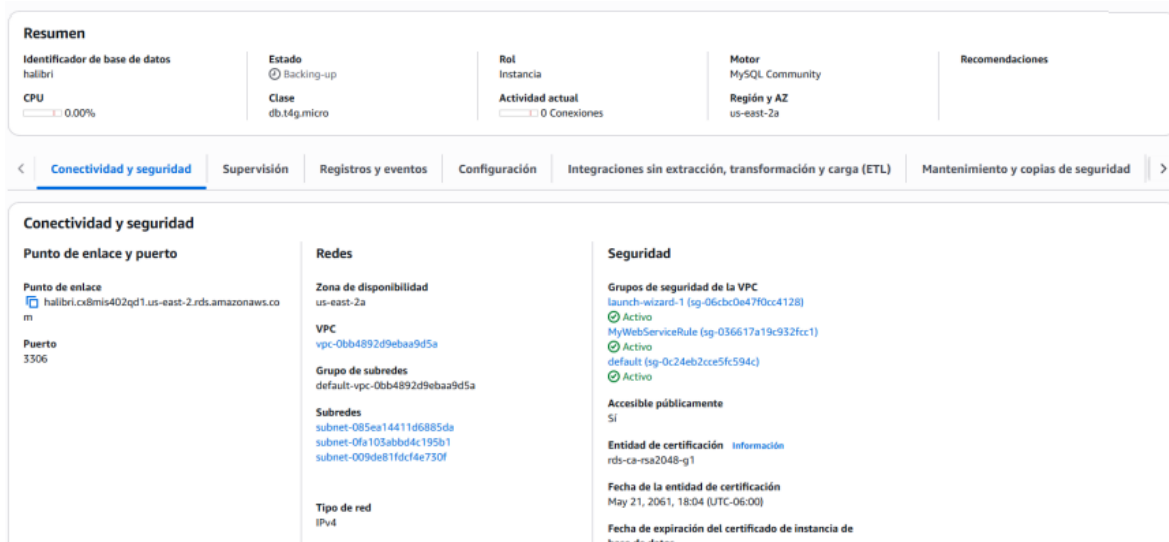 Resumen
Identificador de base de datos
halibri
Estado
Backing-up
Rol
Instancia
Motor
MySQL Community
Recomendaciones
CPU
0.00%
Clase
db.t4g.micro
Actividad actual
0 Conexiones
Región y AZ
us-east-2a
Conectividad y seguridad
Supervisión
Registros y eventos
Configuración
Integraciones sin extracción, transformación y carga (ETL)
Mantenimiento y copias de seguridad
Conectividad y seguridad
Punto de enlace y puerto
Punto de enlace
halibri.cx8mis402qd1.us-east-2.rds.amazonaws.co
m
Puerto
3306
Redes
Zona de disponibilidad
us-east-2a
VPC
vpc-0bb4892d9ebaa9d5a
Grupo de subredes
default-vpc-0bb4892d9ebaa9d5a
Subredes
subnet-085ea14411d6885da
subnet-0fa103abbd4c195b1
subnet-009de81fdcf4e730f
Tipo de red
IPv4
Seguridad
Grupos de seguridad de la VPC
launch-wizard-1 (sg-06cbc0e47f0cc4128)
Activo
MyWebServiceRule (sg-036617a19c932fcc1)
Activo
default (sg-0c24eb2cce5fc594c)
Activo
Accesible públicamente
Sí
Entidad de certificación Información
rds-ca-rsa2048-g1
Fecha de la entidad de certificación
May 21, 2061, 18:04 (UTC-06:00)
Fecha de expiración del certificado de instancia de